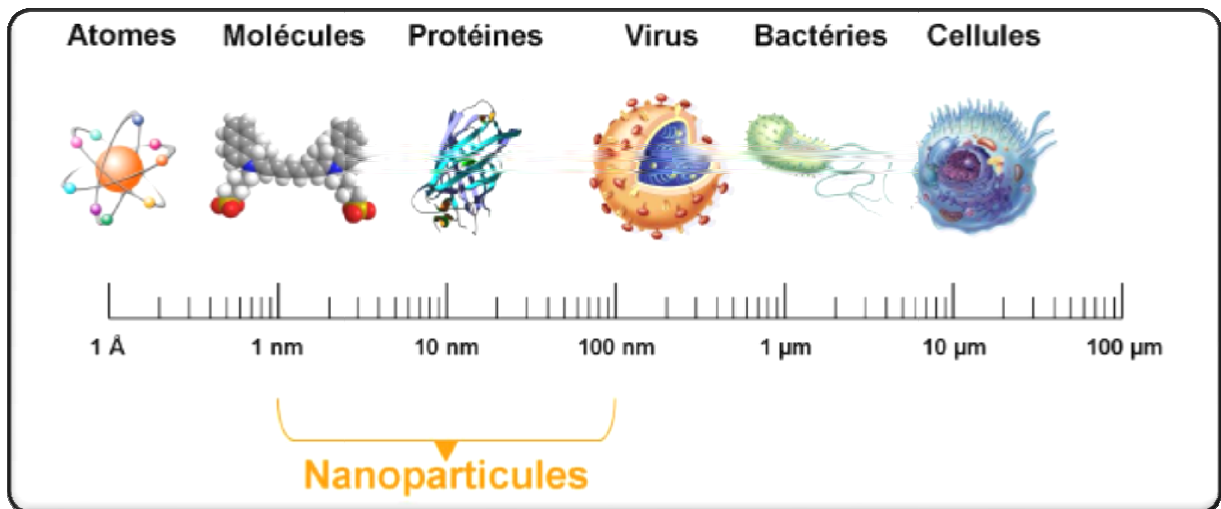 Atomes Molécules Protéines Virus Bactéries Cellules
1 Å 1 nm 10 nm 100 nm 1 µm 10 µm 100 µm
Nanoparticules